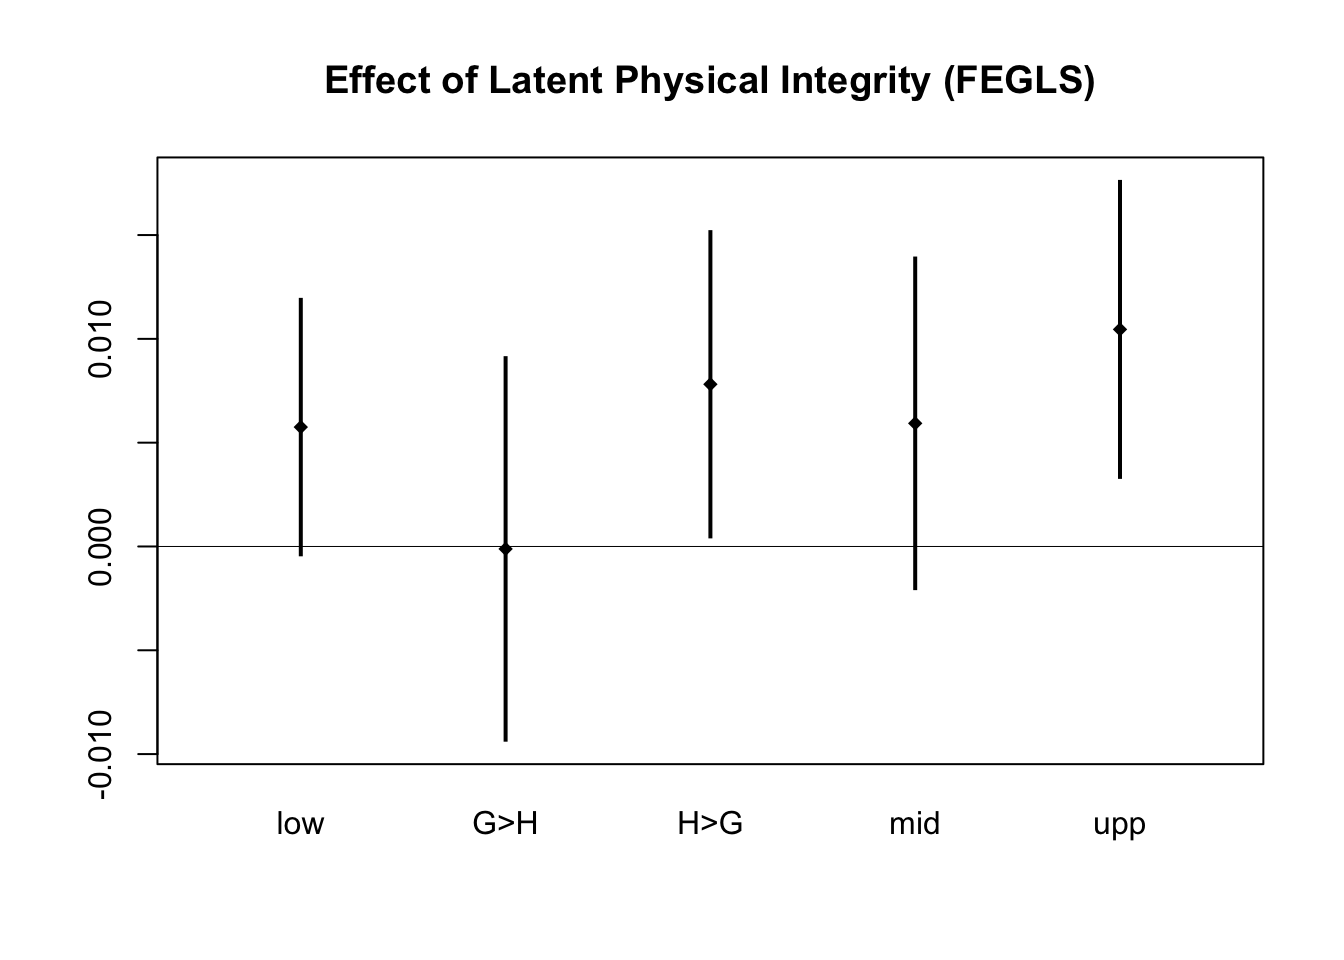 Effect of Latent Physical Integrity (FEGLS)
0.010
0.000
-0.010
low G>H H>G mid upp